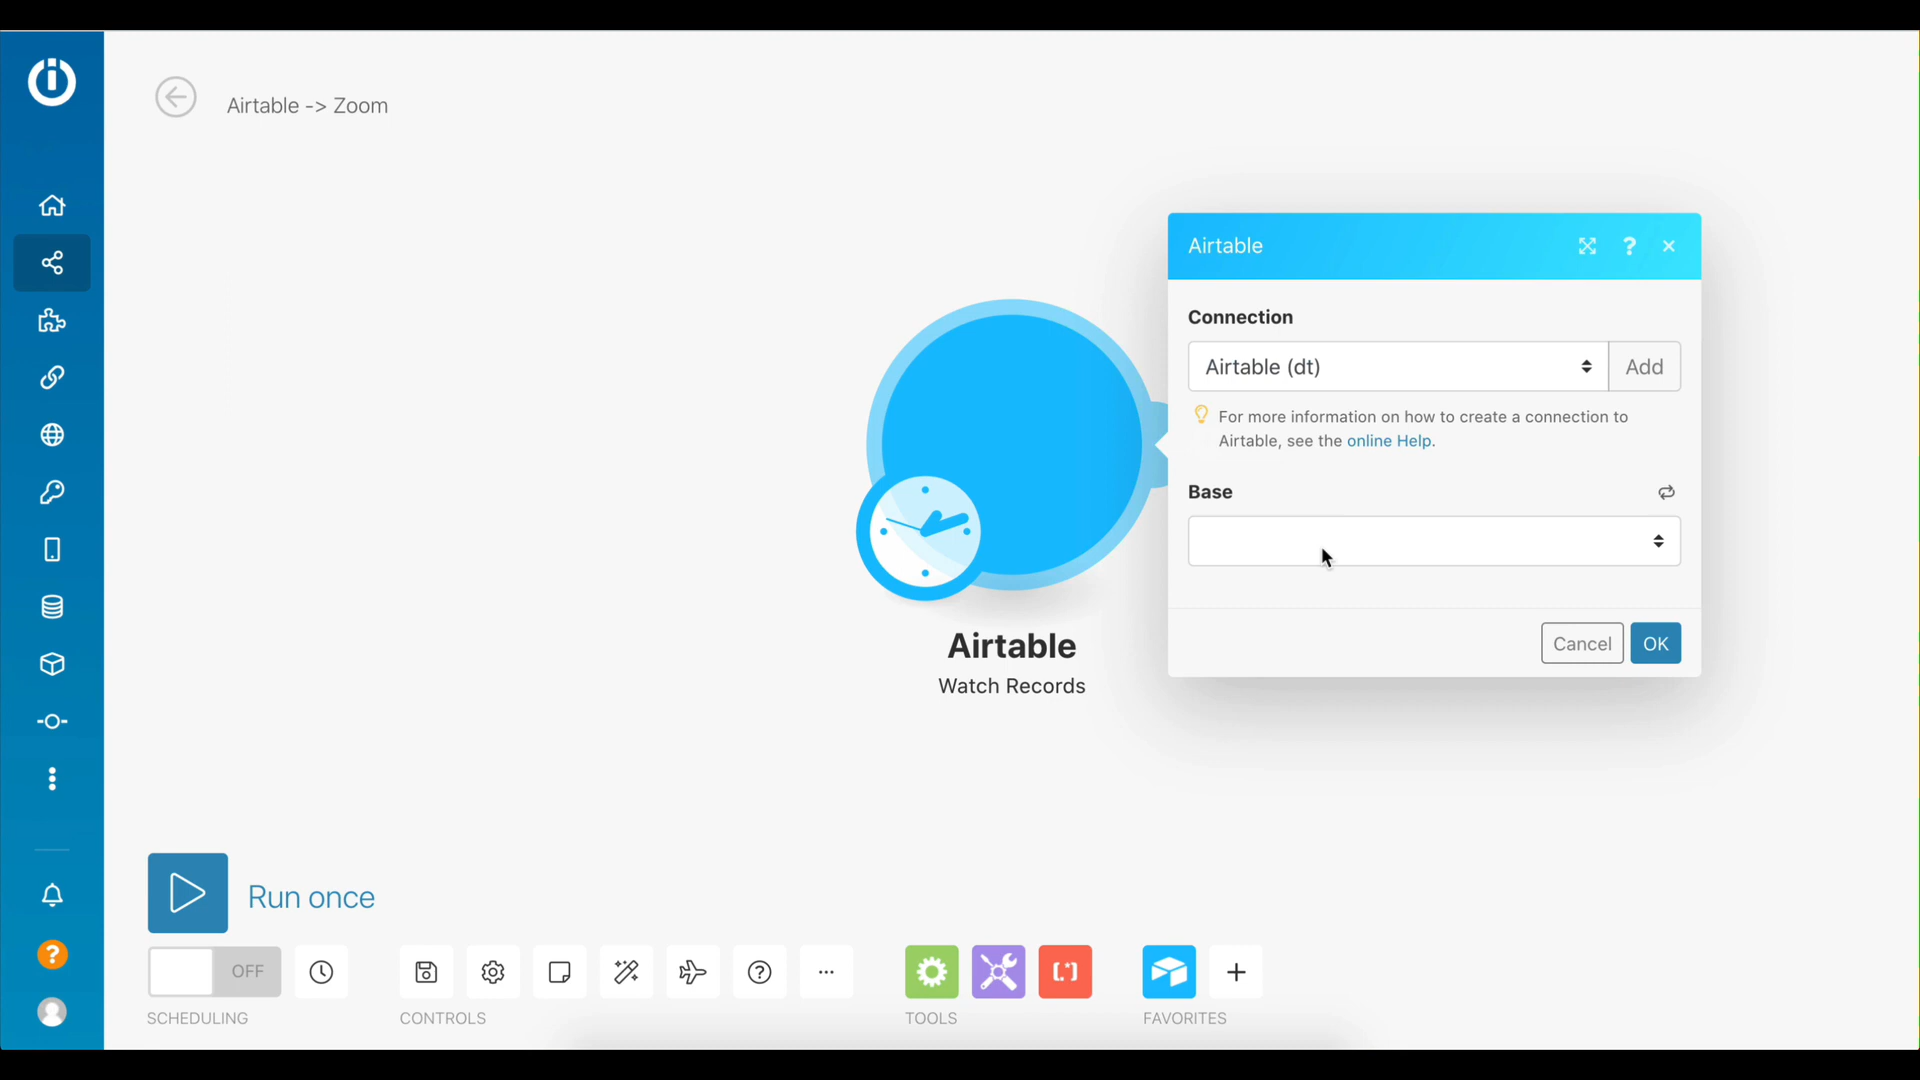 Airtable -> Zoom
Airtable
Connection
Airtable (dt)
Add
For more information on how to create a connection to
Airtable, see the online Help.
Base
Cancel
OK
Airtable
Watch Records
Run once
OFF
SCHEDULING
CONTROLS
TOOLS
FAVORITES